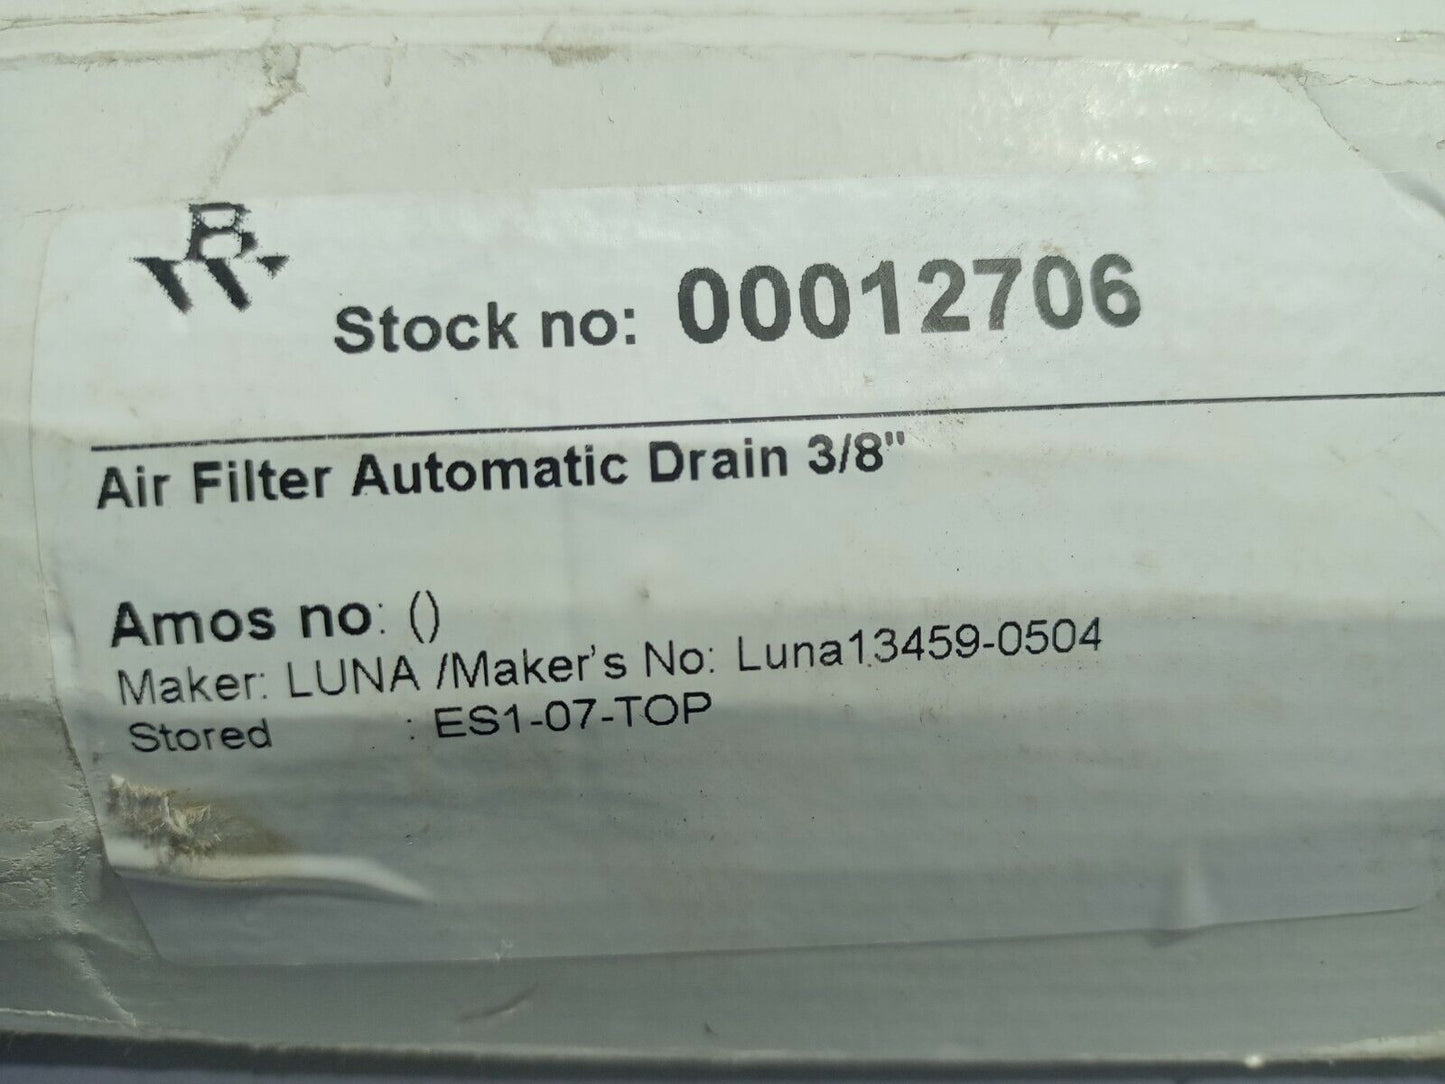 B
W
Stock no: 00012706
Air Filter Automatic Drain 3/8"
Amos no: ()
Maker: LUNA /Maker's No: Luna13459-0504
Stored : ES1-07-TOP